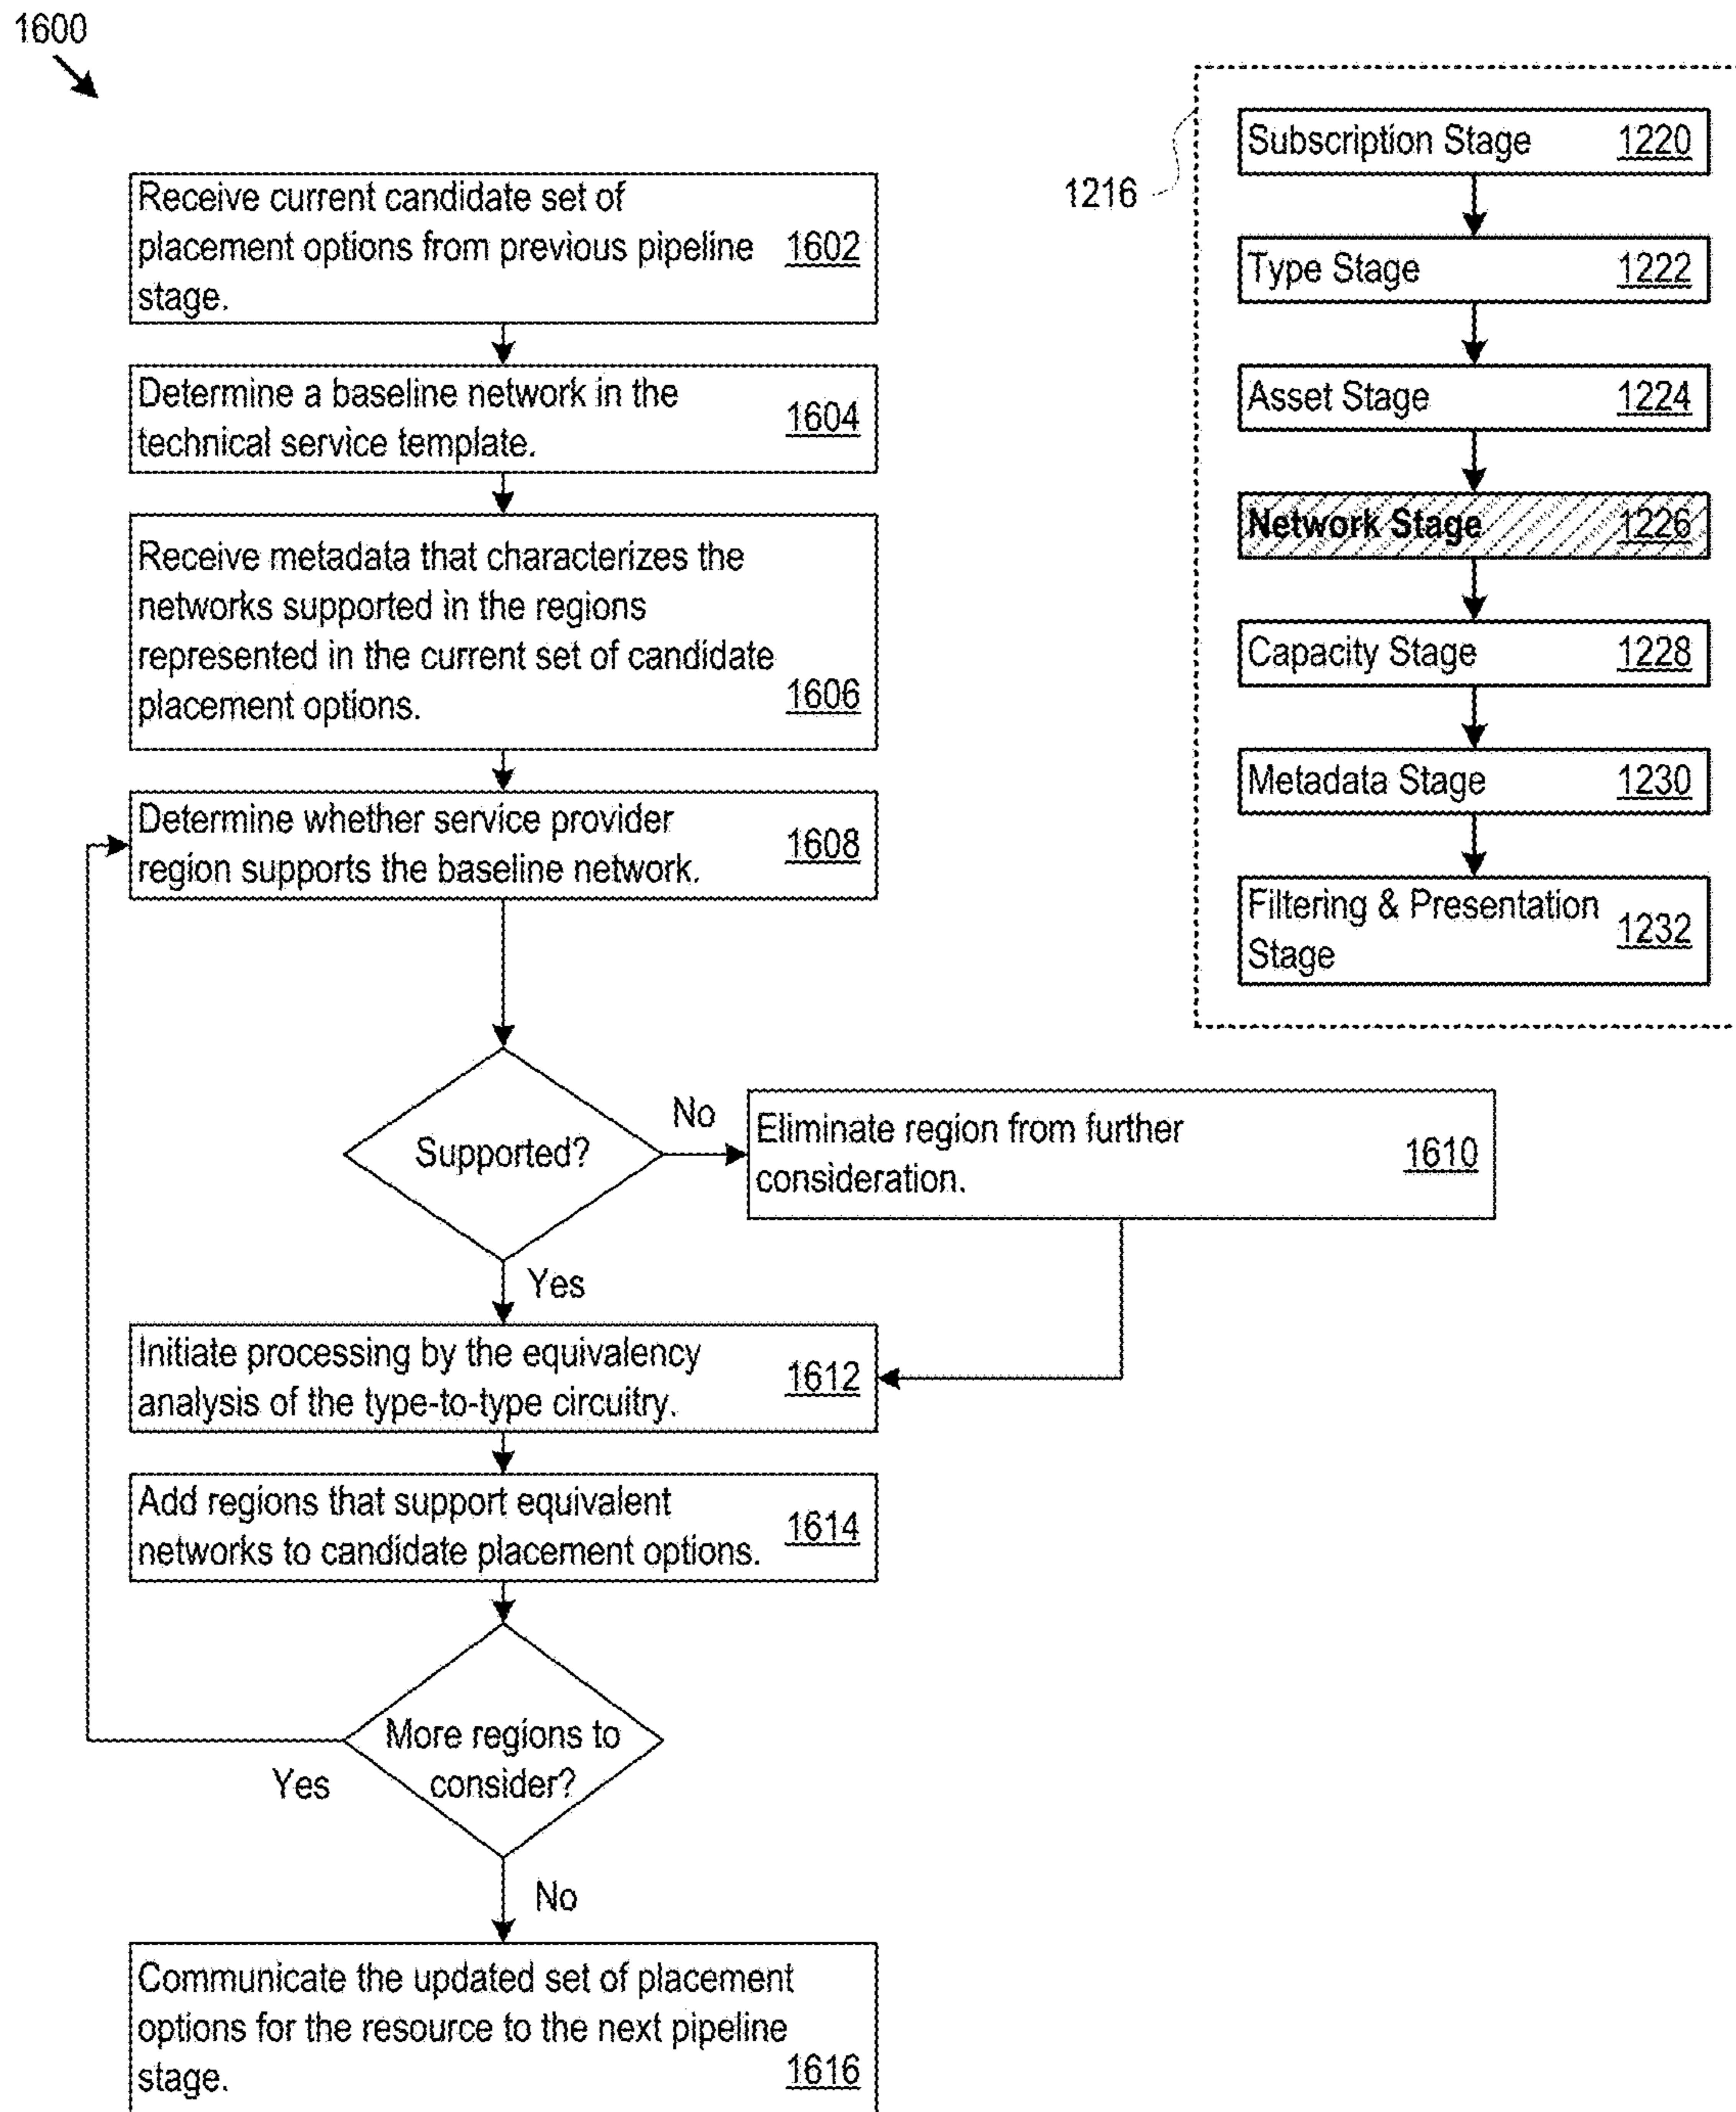 1600
Receive current candidate set of
placement options from previous pipeline 1602
stage.
Determine a baseline network in the
technical service template. 1604
Receive metadata that characterizes the
networks supported in the regions
represented in the current set of candidate
placement options. 1606
Determine whether service provider
region supports the baseline network. 1608
Supported?
No
Eliminate region from further
consideration. 1610
Yes
Initiate processing by the equivalency
analysis of the type-to-type circuitry. 1612
Add regions that support equivalent
networks to candidate placement options. 1614
More regions to
consider?
Yes
No
Communicate the updated set of placement
options for the resource to the next pipeline
stage. 1616
1216
Subscription Stage 1220
Type Stage 1222
Asset Stage 1224
Network Stage 1226
Capacity Stage 1228
Metadata Stage 1230
Filtering & Presentation
Stage 1232